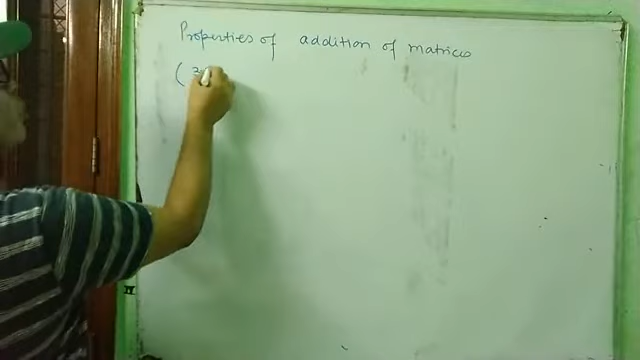 Properties of addition of matrices
(